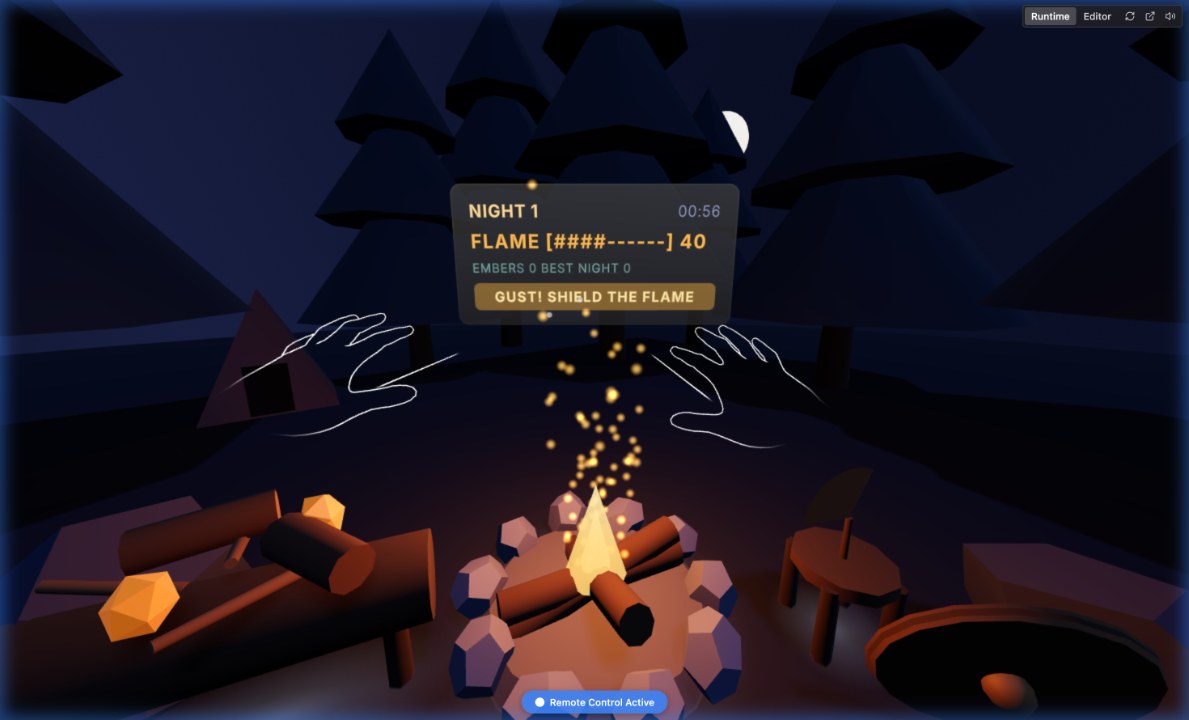 Runtime Editor
NIGHT 1 00:56
FLAME [####------] 40
EMBERS 0 BEST NIGHT 0
GUST! SHIELD THE FLAME
Remote Control Active